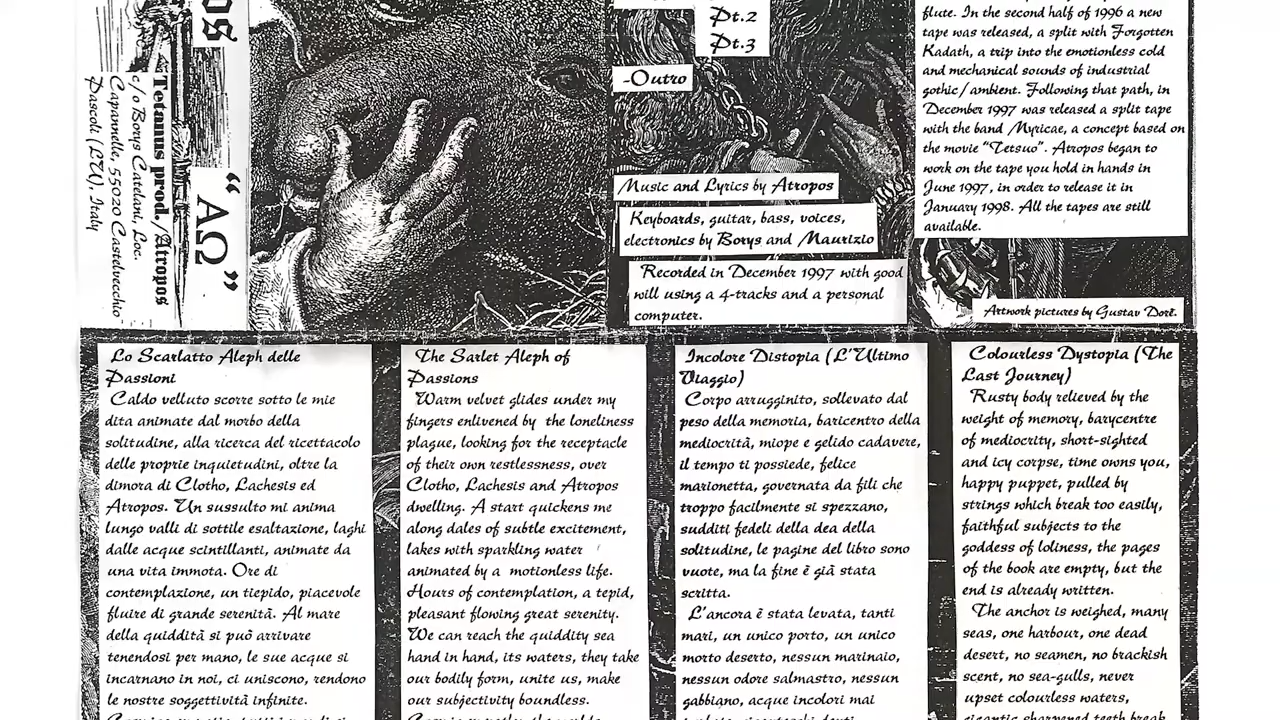 os
"ΑΩ"
Tetanus prod./Atropos
c/o Borys Catelani, Loc.
Capannelle, 55020 Castelvecchio
Pascoli (LU), Italy
Pt.2
Pt.3
-Outro
Music and Lyrics by Atropos
Keyboards, guitar, bass, voices,
electronics by Borys and Maurizio
Recorded in December 1997 with good
will using a 4-tracks and a personal
computer.
flute. In the second half of 1996 a new
tape was released, a split with Forgotten
Kadath, a trip into the emotionless cold
and mechanical sounds of industrial
gothic/ambient. Following that path, in
December 1997 was released a split tape
with the band Myricae, a concept based on
the movie "Tetsuo". Atropos began to
work on the tape you hold in hands in
June 1997, in order to release it in
January 1998. All the tapes are still
available.
Artwork pictures by Gustav Dorè.
Lo Scarlatto Aleph delle
Passioni
Caldo velluto scorre sotto le mie
dita animate dal morbo della
solitudine, alla ricerca del ricettacolo
delle proprie inquietudini, oltre la
dimora di Clotho, Lachesis ed
Atropos. Un sussulto mi anima
lungo valli di sottile esaltazione, laghi
dalle acque scintillanti, animate da
una vita immota. Ore di
contemplazione, un tiepido, piacevole
fluire di grande serenità. Al mare
della quiddità si può arrivare
tenendosi per mano, le sue acque si
incarnano in noi, ci uniscono, rendono
le nostre soggettività infinite.
The Sarlet Aleph of
Passions
Warm velvet glides under my
fingers enlivened by the loneliness
plague, looking for the receptacle
of their own restlessness, over
Clotho, Lachesis and Atropos
dwelling. A start quickens me
along dales of subtle excitement,
lakes with sparkling water
animated by a motionless life.
Hours of contemplation, a tepid,
pleasant flowing great serenity.
We can reach the quiddity sea
hand in hand, its waters, they take
our bodily form, unite us, make
our subjectivity boundless.
Incolore Distopia (L'Ultimo
Viaggio)
Corpo arrugginito, sollevato dal
peso della memoria, baricentro della
mediocrità, miope e gelido cadavere,
il tempo ti possiede, felice
marionetta, governata da fili che
troppo facilmente si spezzano,
sudditi fedeli della dea della
solitudine, le pagine del libro sono
vuote, ma la fine è già stata
scritta.
L'ancora è stata levata, tanti
mari, un unico porto, un unico
morto deserto, nessun marinaio,
nessun odore salmastro, nessun
gabbiano, acque incolori mai
Colourless Dystopia (The
Last Journey)
Rusty body relieved by the
weight of memory, barycentre
of mediocrity, short-sighted
and icy corpse, time owns you,
happy puppet, pulled by
strings which break too easily,
faithful subjects to the
goddess of loliness, the pages
of the book are empty, but the
end is already written.
The anchor is weighed, many
seas, one harbour, one dead
desert, no seamen, no brackish
scent, no sea-gulls, never
upset colourless waters,
gigantic sharpened teeth break